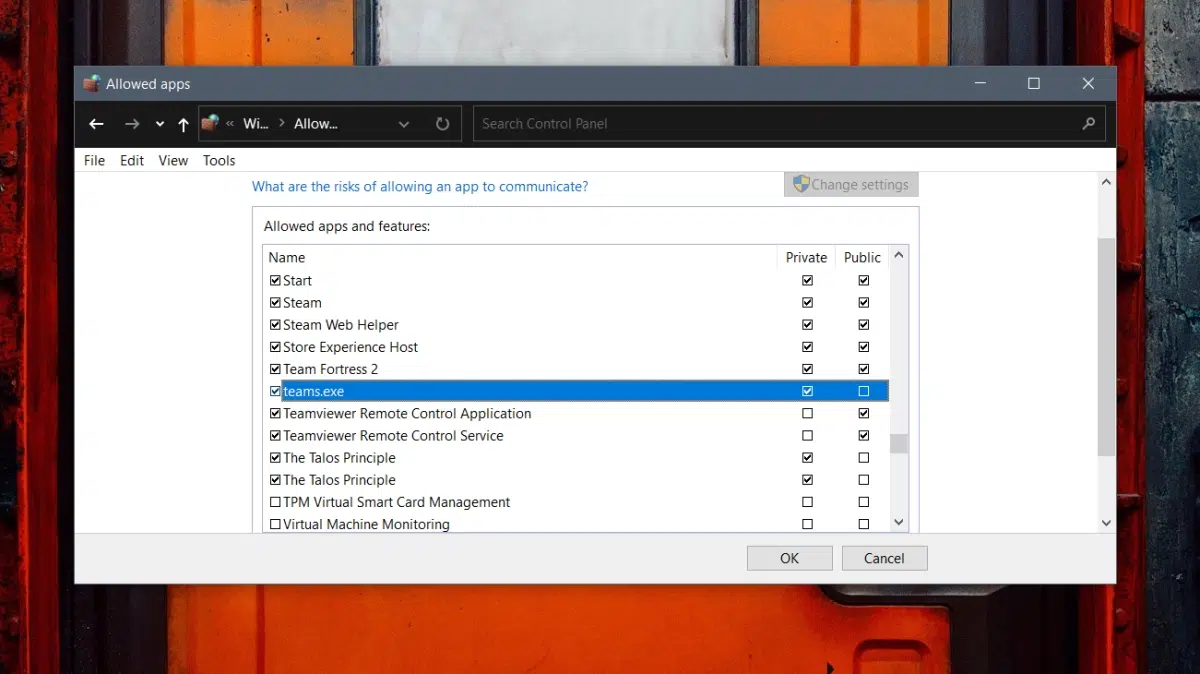 Allowed apps
« Wi... > Allow...
Search Control Panel
File Edit View Tools
What are the risks of allowing an app to communicate?
Change settings
Allowed apps and features:
Name Private Public
Start
Steam
Steam Web Helper
Store Experience Host
Team Fortress 2
teams.exe
Teamviewer Remote Control Application
Teamviewer Remote Control Service
The Talos Principle
The Talos Principle
TPM Virtual Smart Card Management
Virtual Machine Monitoring
OK Cancel